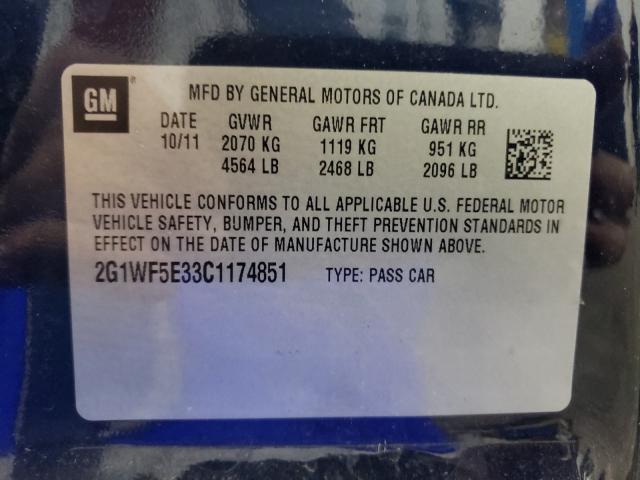 GM ®
MFD BY GENERAL MOTORS OF CANADA LTD.
DATE GVWR GAWR FRT GAWR RR
10/11 2070 KG 1119 KG 951 KG
4564 LB 2468 LB 2096 LB
THIS VEHICLE CONFORMS TO ALL APPLICABLE U.S. FEDERAL MOTOR
VEHICLE SAFETY, BUMPER, AND THEFT PREVENTION STANDARDS IN
EFFECT ON THE DATE OF MANUFACTURE SHOWN ABOVE.
2G1WF5E33C1174851 TYPE: PASS CAR